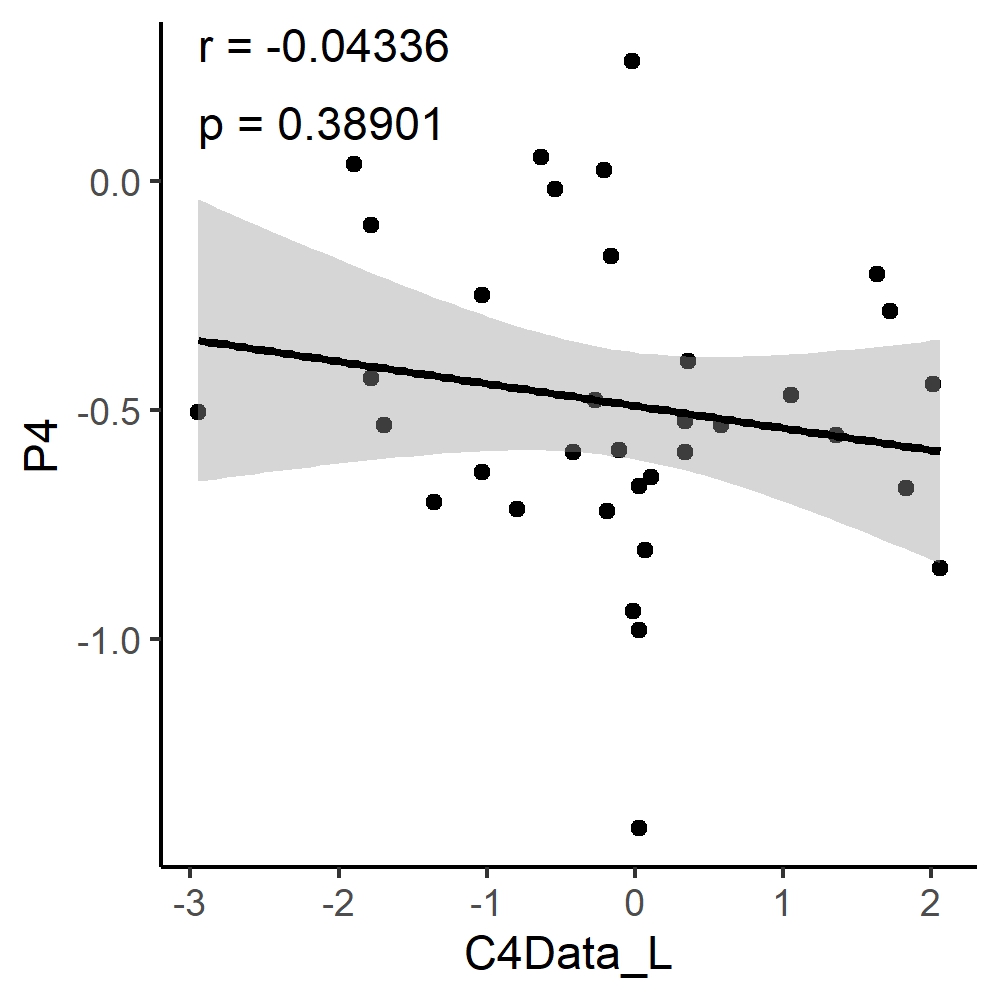 r = -0.04336
p = 0.38901
0.0
-0.5
-1.0
P4
-3 -2 -1 0 1 2
C4Data_L